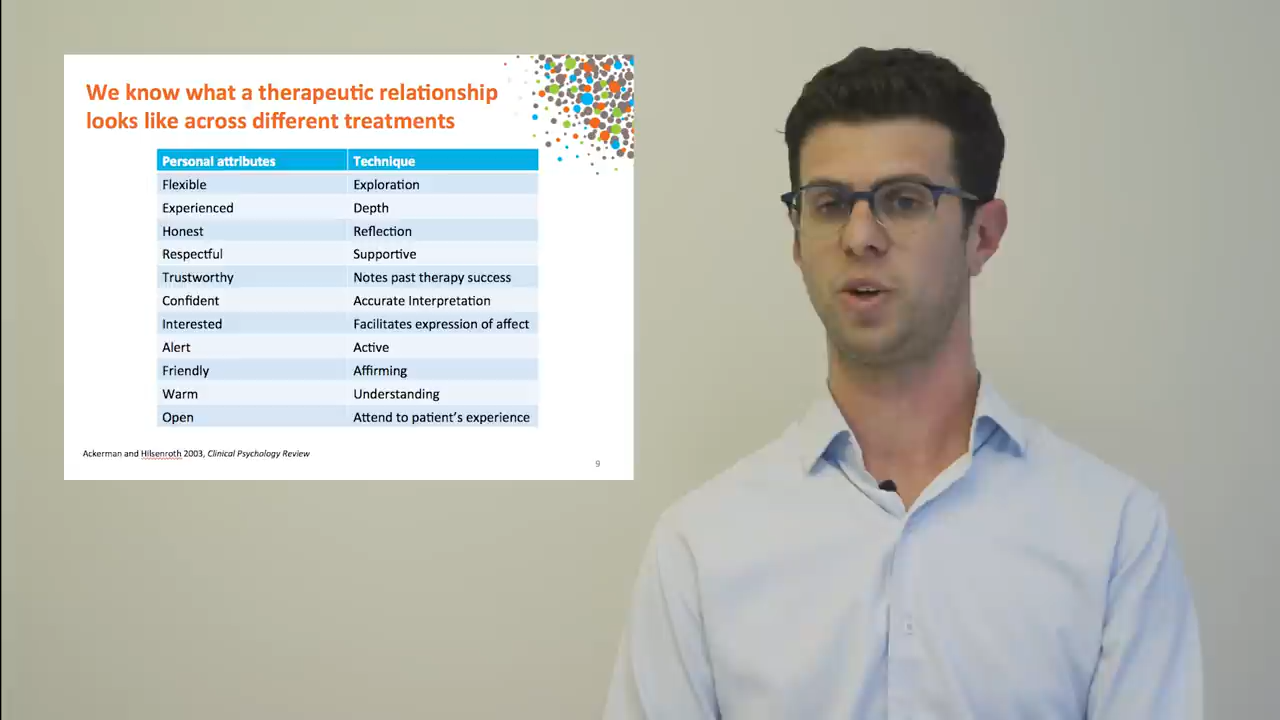 We know what a therapeutic relationship
looks like across different treatments
Personal attributes Technique
Flexible Exploration
Experienced Depth
Honest Reflection
Respectful Supportive
Trustworthy Notes past therapy success
Confident Accurate Interpretation
Interested Facilitates expression of affect
Alert Active
Friendly Affirming
Warm Understanding
Open Attend to patient's experience
Ackerman and Hilsenroth 2003, Clinical Psychology Review
9